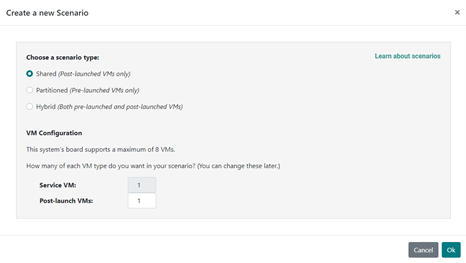 Create a new Scenario
×
Choose a scenario type:
Learn about scenarios
Shared (Post-launched VMs only)
Partitioned (Pre-launched VMs only)
Hybrid (Both pre-launched and post-launched VMs)
VM Configuration
This system's board supports a maximum of 8 VMs.
How many of each VM type do you want in your scenario? (You can change these later.)
Service VM: 1
Post-launch VMs: 1
Cancel Ok